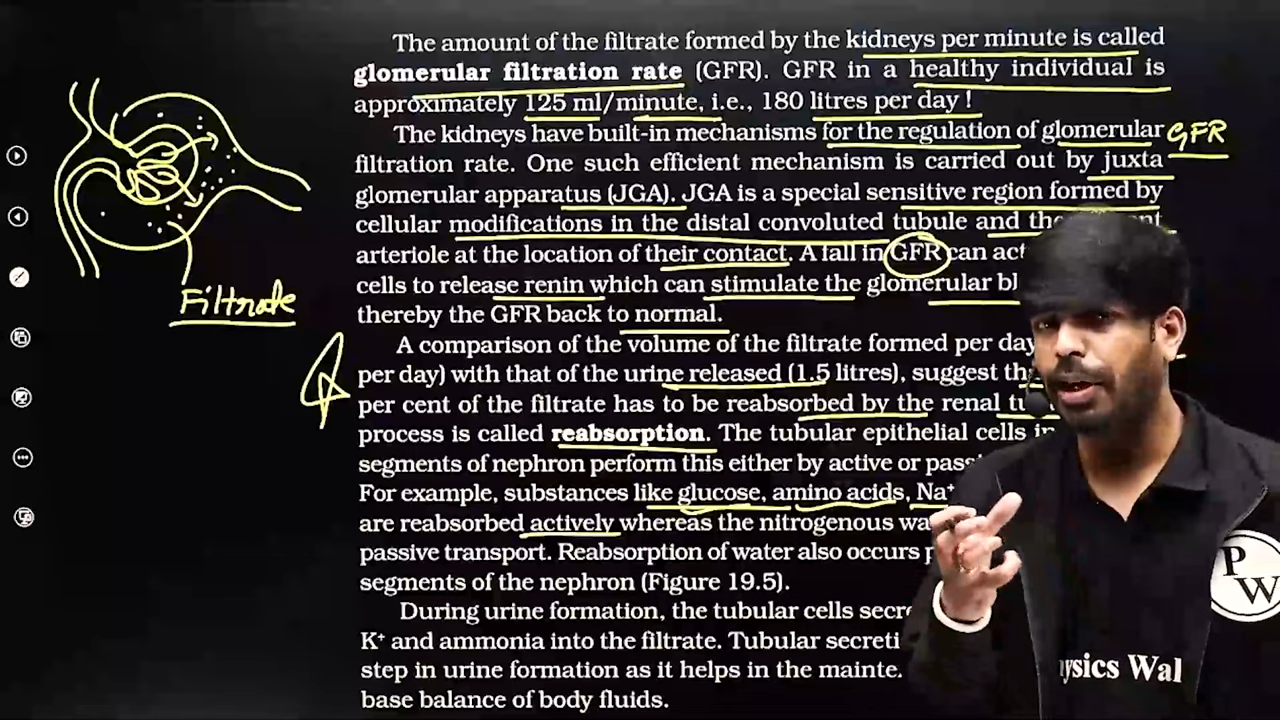 The amount of the filtrate formed by the kidneys per minute is called
glomerular filtration rate (GFR). GFR in a healthy individual is
approximately 125 ml/minute, i.e., 180 litres per day !
The kidneys have built-in mechanisms for the regulation of glomerular GFR
filtration rate. One such efficient mechanism is carried out by juxta
glomerular apparatus (JGA). JGA is a special sensitive region formed by
cellular modifications in the distal convoluted tubule and the
arteriole at the location of their contact. A fall in GFR can
cells to release renin which can stimulate the glomerular
thereby the GFR back to normal.
Filtrate
A comparison of the volume of the filtrate formed per day
per day) with that of the urine released (1.5 litres), suggest
per cent of the filtrate has to be reabsorbed by the renal
process is called reabsorption. The tubular epithelial cells
segments of nephron perform this either by active or
For example, substances like glucose, amino acids, Na⁺
are reabsorbed actively whereas the nitrogenous
passive transport. Reabsorption of water also occurs
segments of the nephron (Figure 19.5).
During urine formation, the tubular cells
K⁺ and ammonia into the filtrate. Tubular
step in urine formation as it helps in the
base balance of body fluids.
PW